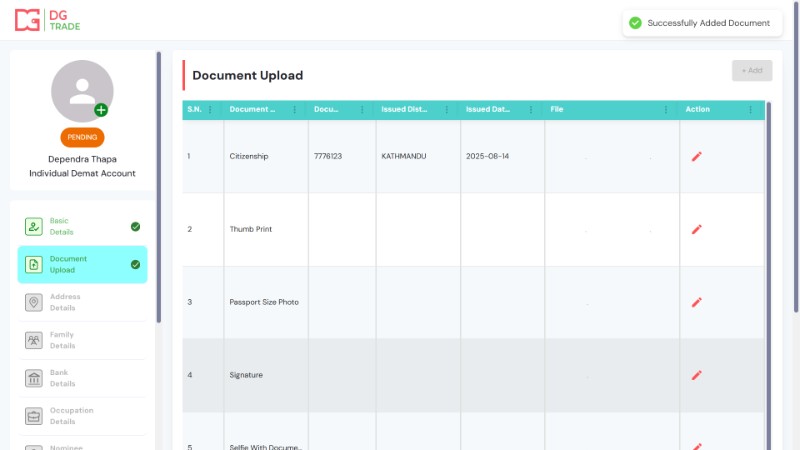 DG
TRADE
Successfully Added Document
PENDING
Dependra Thapa
Individual Demat Account
Basic
Details
Document
Upload
Address
Details
Family
Details
Bank
Details
Occupation
Details
Nominee
Document Upload
+ Add
S.N. Document ... Docu... Issued Dist... Issued Dat... File Action
1 Citizenship 7776123 KATHMANDU 2025-08-14
2 Thumb Print
3 Passport Size Photo
4 Signature
5 Selfie With Docume...